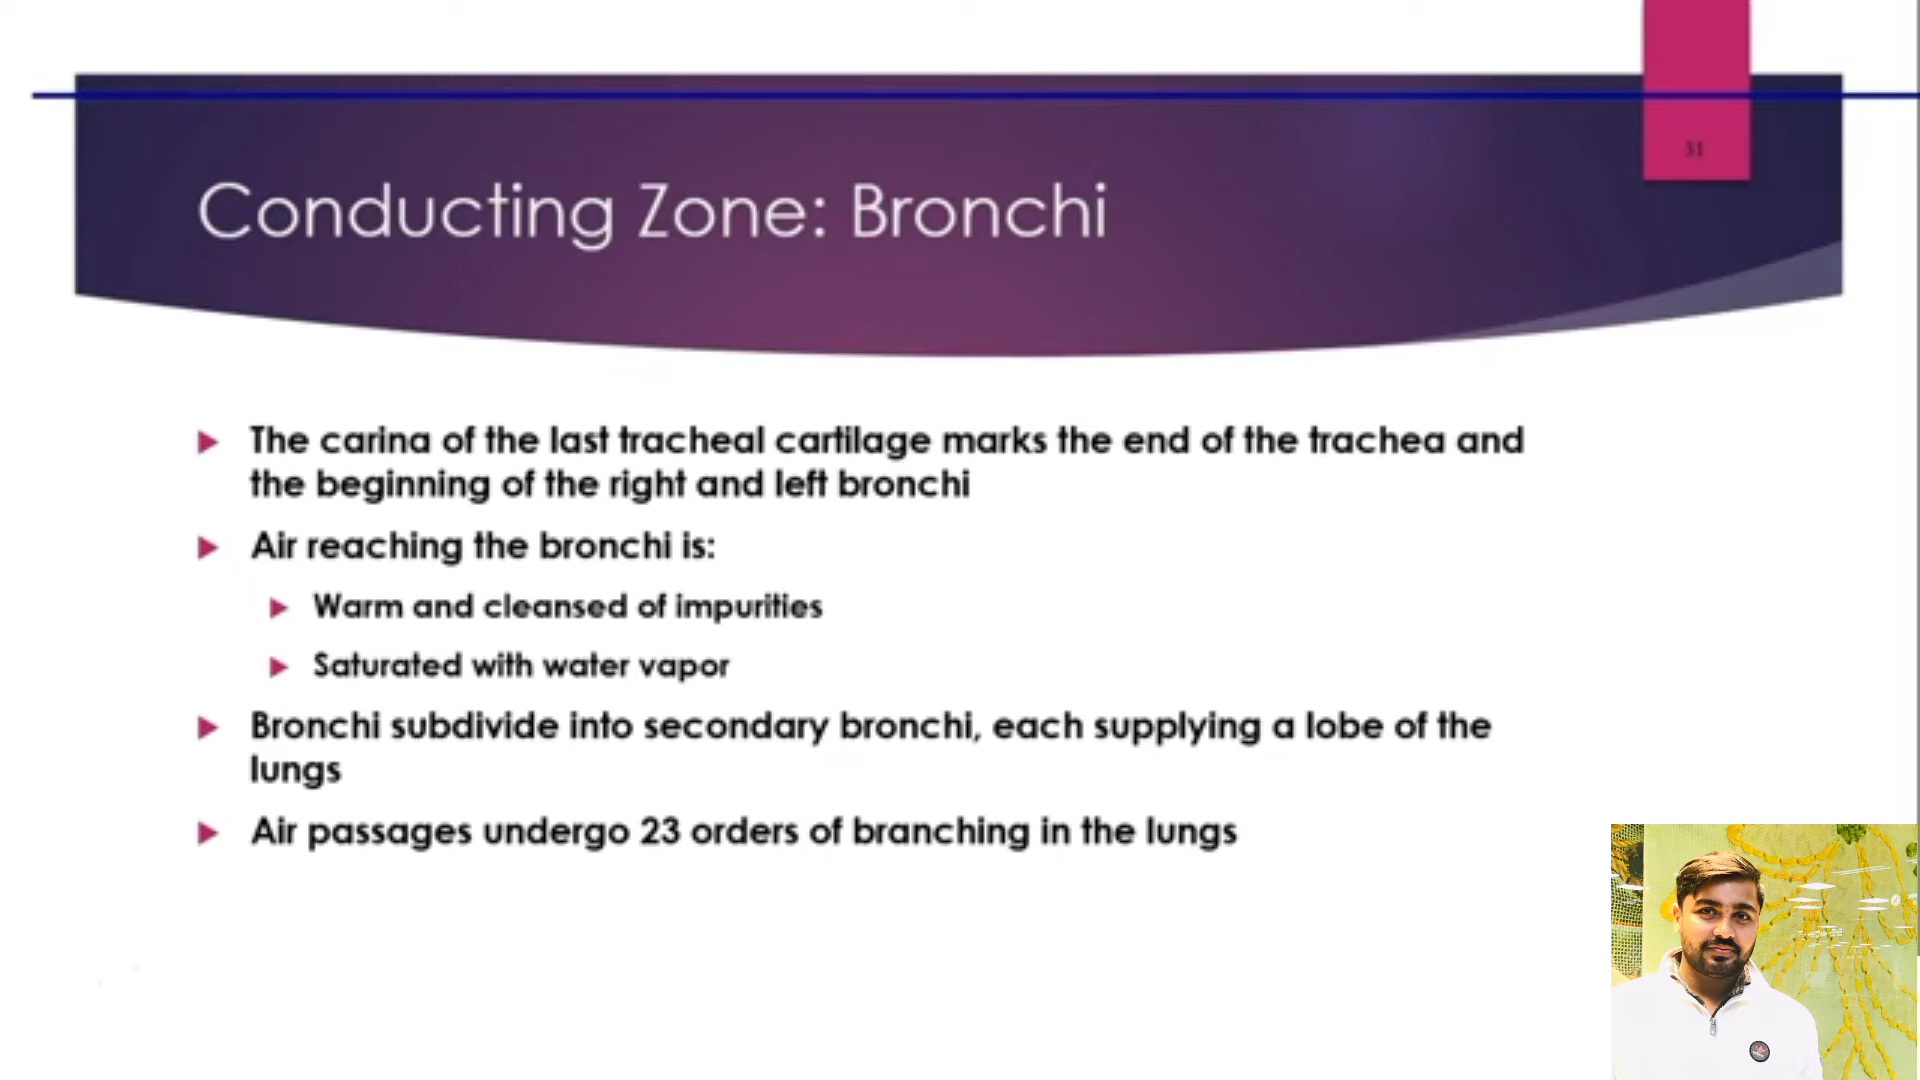 31
Conducting Zone: Bronchi
The carina of the last tracheal cartilage marks the end of the trachea and
the beginning of the right and left bronchi
Air reaching the bronchi is:
Warm and cleansed of impurities
Saturated with water vapor
Bronchi subdivide into secondary bronchi, each supplying a lobe of the
lungs
Air passages undergo 23 orders of branching in the lungs